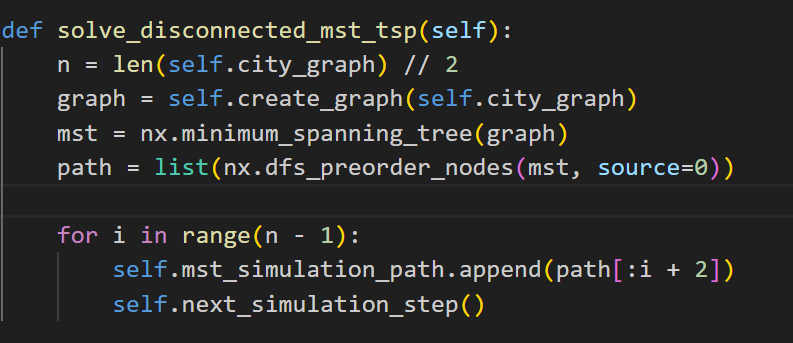 def solve_disconnected_mst_tsp(self):
    n = len(self.city_graph) // 2
    graph = self.create_graph(self.city_graph)
    mst = nx.minimum_spanning_tree(graph)
    path = list(nx.dfs_preorder_nodes(mst, source=0))
    for i in range(n - 1):
        self.mst_simulation_path.append(path[:i + 2])
        self.next_simulation_step()